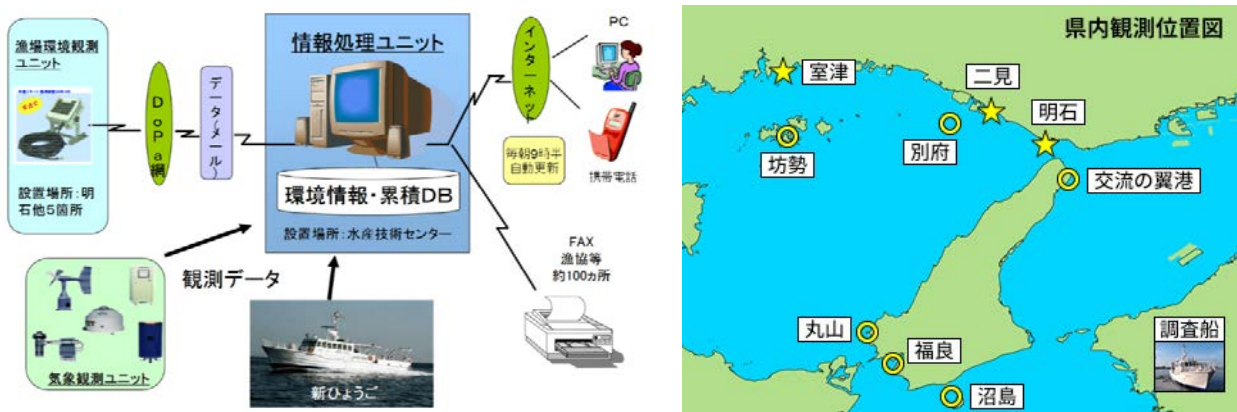 漁場環境観測
ユニット
設置場所:明
石他5箇所
DoPa網
データ(メール)
情報処理ユニット
環境情報・累積DB
設置場所:水産技術センター
インターネット
毎朝9時半
自動更新
PC
携帯電話
FAX
漁協等
約100ヵ所
観測データ
気象観測ユニット
新ひょうご
県内観測位置図
室津
二見
明石
坊勢
別府
交流の翼港
丸山
福良
沼島
調査船